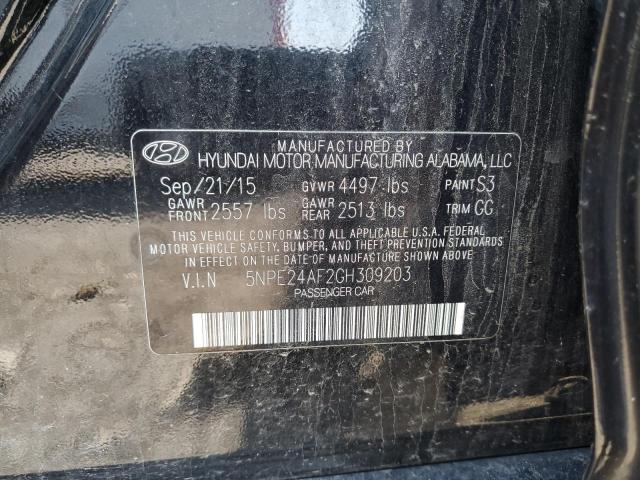 MANUFACTURED BY
HYUNDAI MOTOR MANUFACTURING ALABAMA, LLC
Sep/21/15 GVWR 4497 lbs PAINT S3
GAWR FRONT 2557 lbs GAWR REAR 2513 lbs TRIM GG
THIS VEHICLE CONFORMS TO ALL APPLICABLE U.S.A. FEDERAL
MOTOR VEHICLE SAFETY, BUMPER, AND THEFT PREVENTION STANDARDS
IN EFFECT ON THE DATE OF MANUFACTURE SHOWN ABOVE.
V.I.N 5NPE24AF2GH309203
PASSENGER CAR